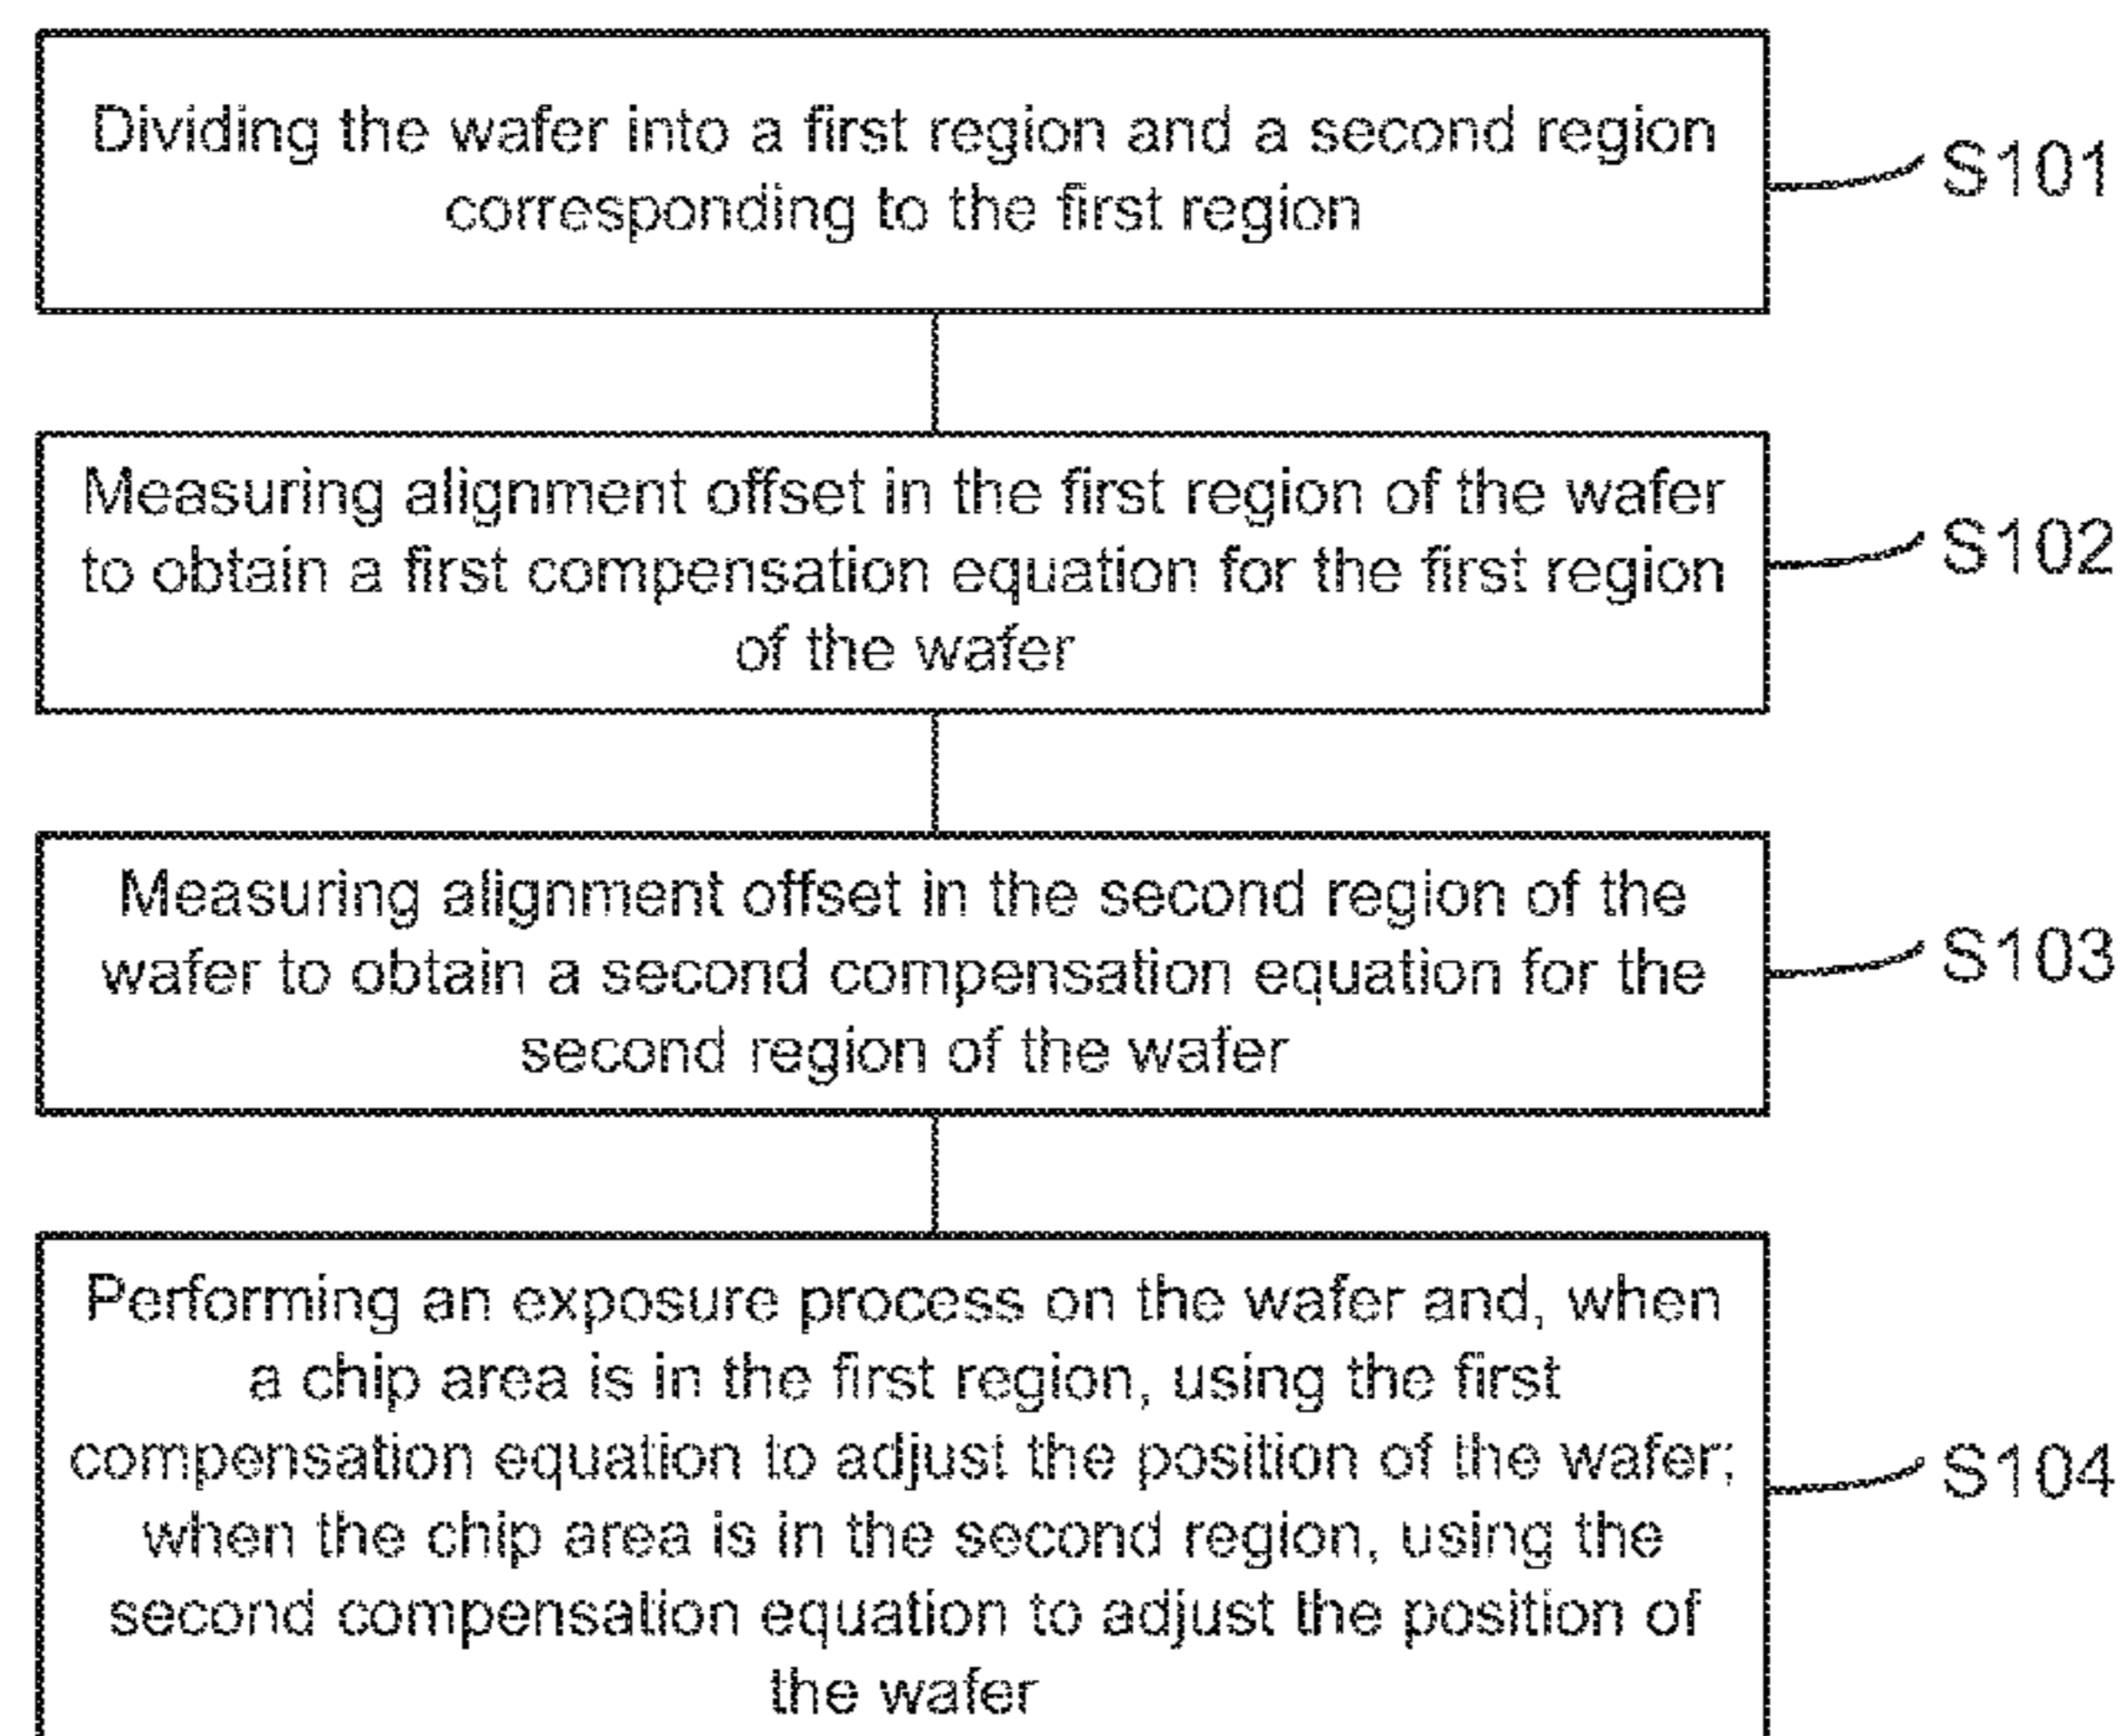 Dividing the wafer into a first region and a second region
corresponding to the first region
S101
Measuring alignment offset in the first region of the wafer
to obtain a first compensation equation for the first region
of the wafer
S102
Measuring alignment offset in the second region of the
wafer to obtain a second compensation equation for the
second region of the wafer
S103
Performing an exposure process on the wafer and, when
a chip area is in the first region, using the first
compensation equation to adjust the position of the wafer;
when the chip area is in the second region, using the
second compensation equation to adjust the position of
the wafer
S104